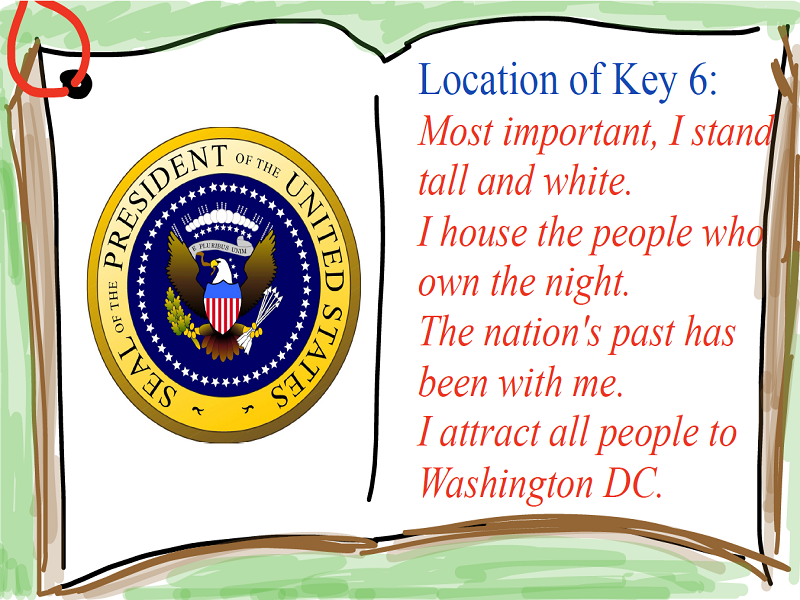 SEAL OF THE PRESIDENT OF THE UNITED STATES
E PLURIBUS UNUM
Location of Key 6:
Most important, I stand
tall and white.
I house the people who
own the night.
The nation's past has
been with me.
I attract all people to
Washington DC.